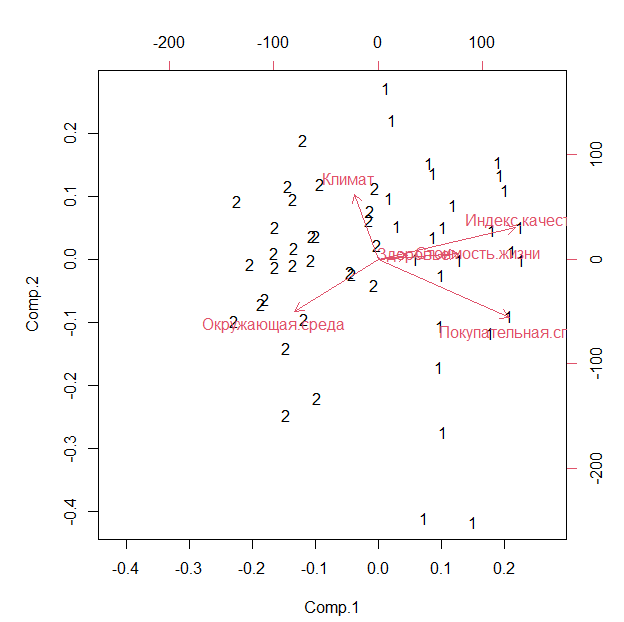 -200 -100 0 100
Климат
Индекс.качест
Здоровье
Стоимость.жизни
Окружающая.среда
Покупательная.сп
0.2
0.1
0.0
-0.1
-0.2
-0.3
-0.4
Comp.2
100
0
-100
-200
-0.4 -0.3 -0.2 -0.1 0.0 0.1 0.2
Comp.1